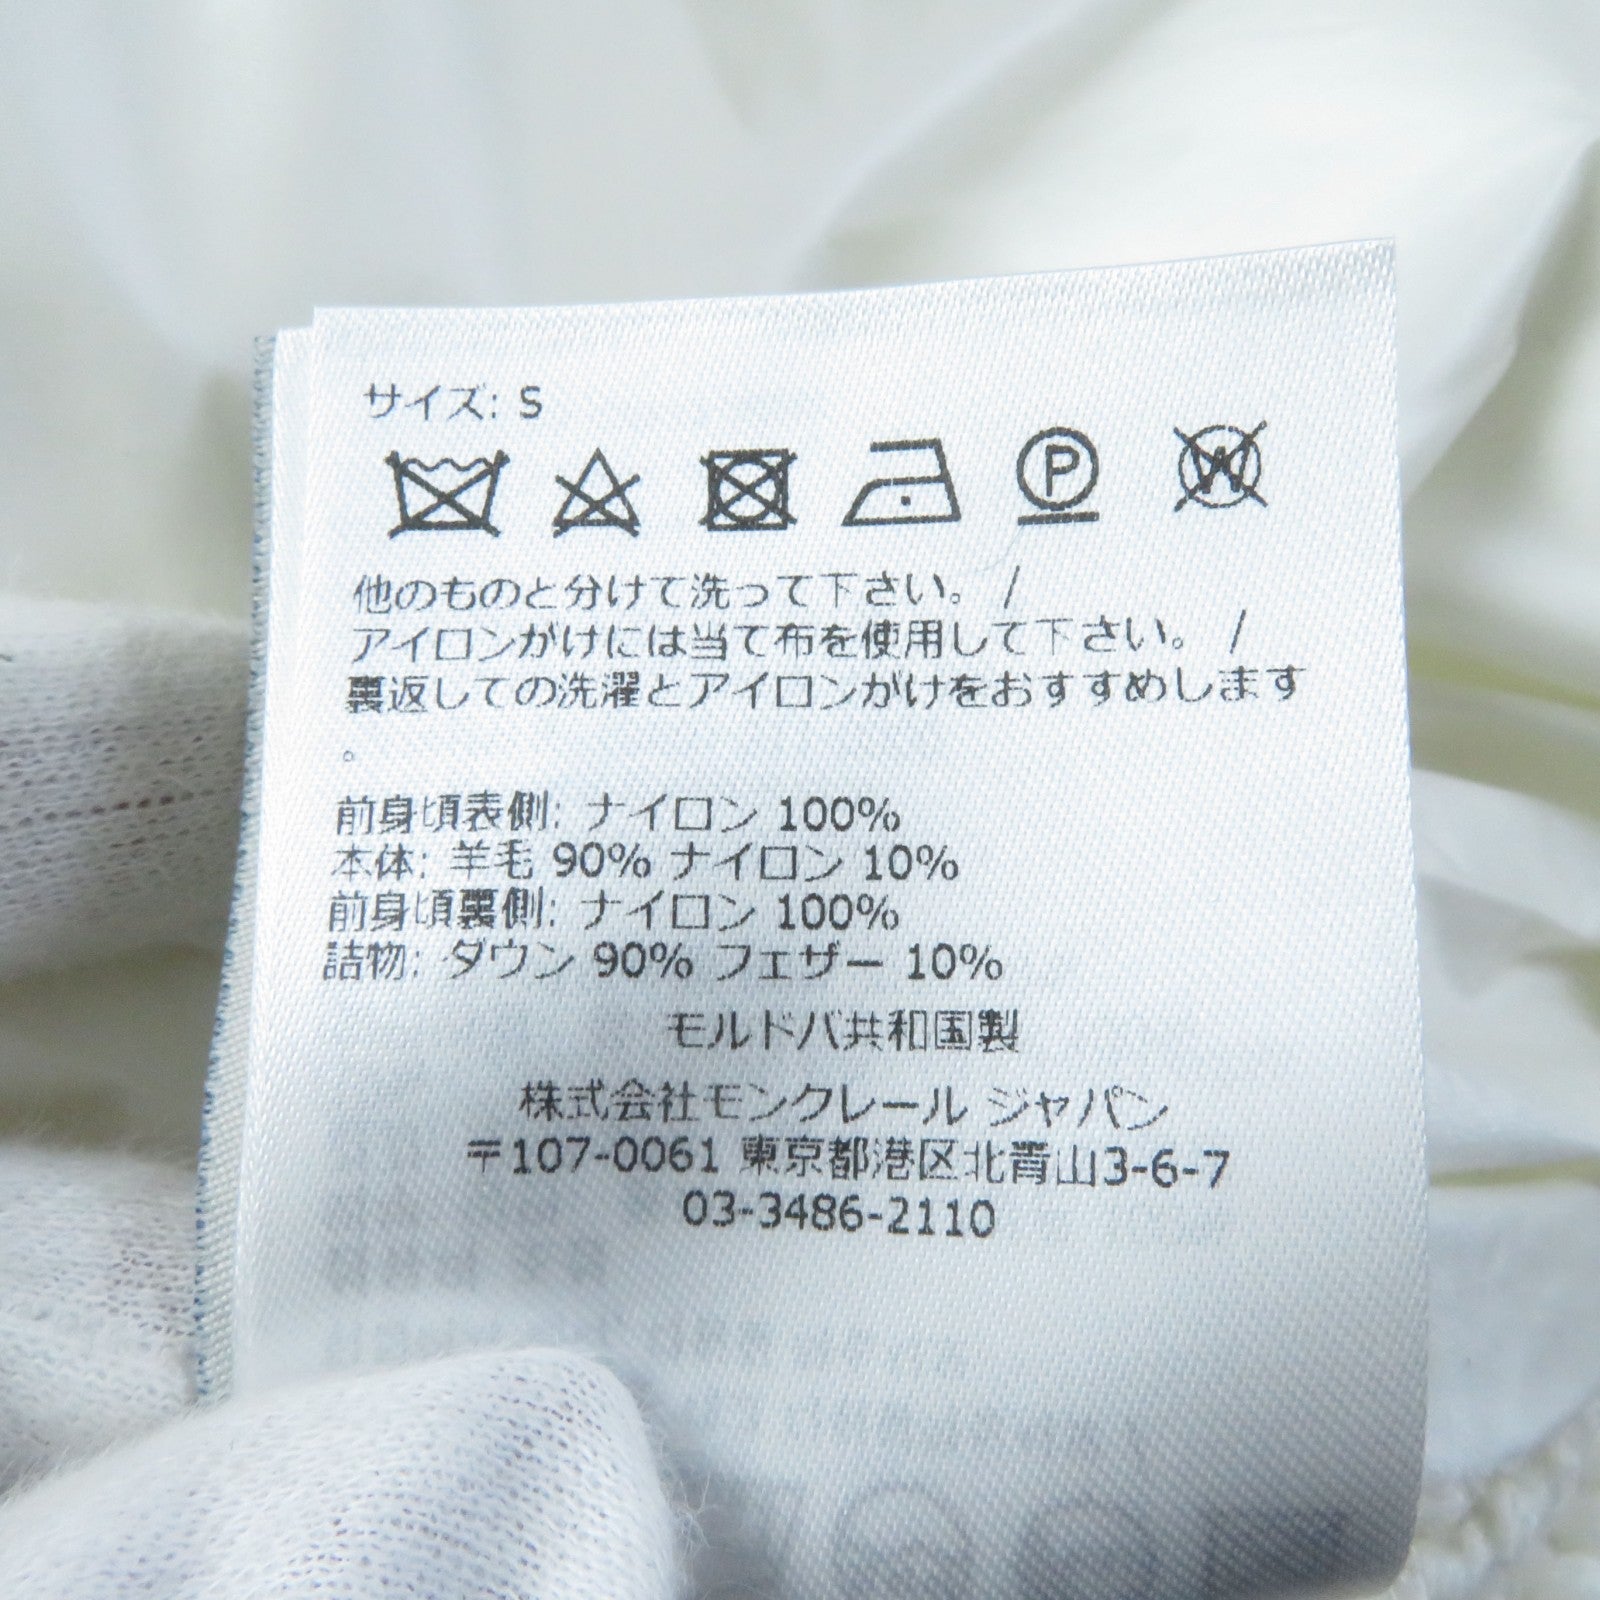 サイズ: S
P W
他のものと分けて洗って下さい。 /
アイロンがけには当て布を使用して下さい。 /
裏返しての洗濯とアイロンがけをおすすめします
。
前身頃表側: ナイロン 100%
本体: 羊毛 90% ナイロン 10%
前身頃裏側: ナイロン 100%
詰物: ダウン 90% フェザー 10%
モルドバ共和国製
株式会社モンクレール ジャパン
〒107-0061 東京都港区北青山3-6-7
03-3486-2110